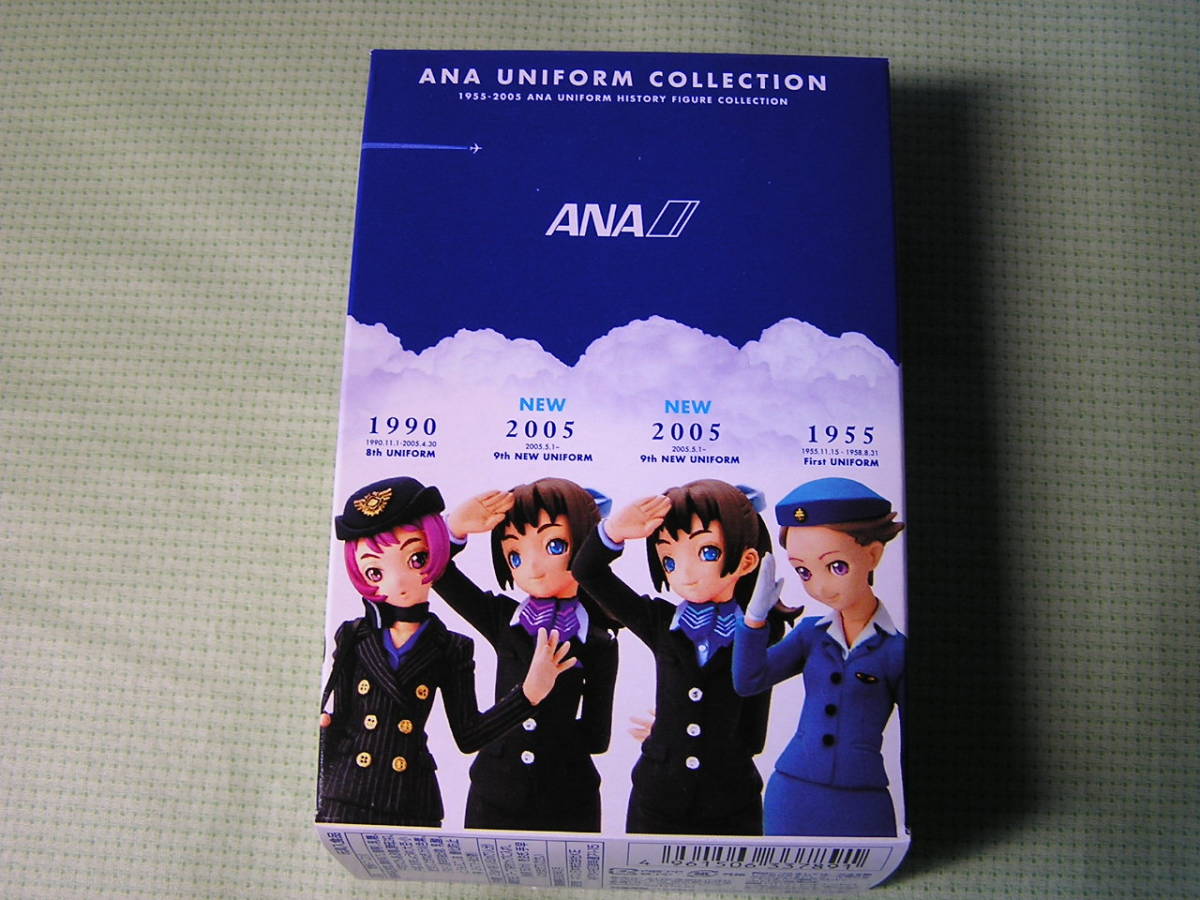 ANA UNIFORM COLLECTION
1955-2005 ANA UNIFORM HISTORY FIGURE COLLECTION
ANA
1990
1990.11.1-2005.4.30
8th UNIFORM
NEW
2005
2005.5.1-
9th NEW UNIFORM
NEW
2005
2005.5.1-
9th NEW UNIFORM
1955
1955.11.15 - 1958.8.31
First UNIFORM